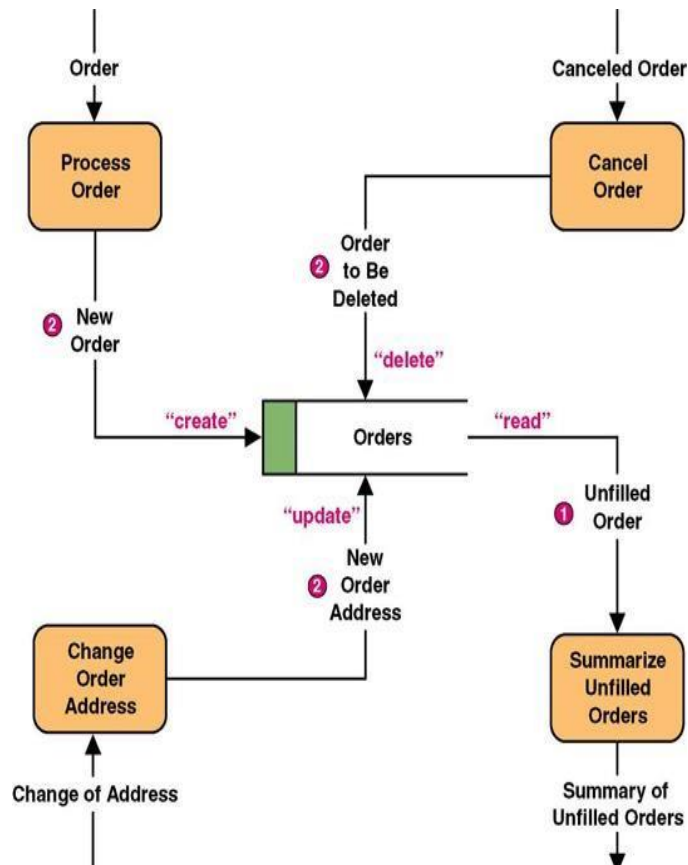 Order
Canceled Order
Process
Order
Cancel
Order
2
Order
to Be
Deleted
2
New
Order
“delete”
“create”
Orders
“read”
“update”
1
Unfilled
Order
2
New
Order
Address
Change
Order
Address
Summarize
Unfilled
Orders
Change of Address
Summary of
Unfilled Orders